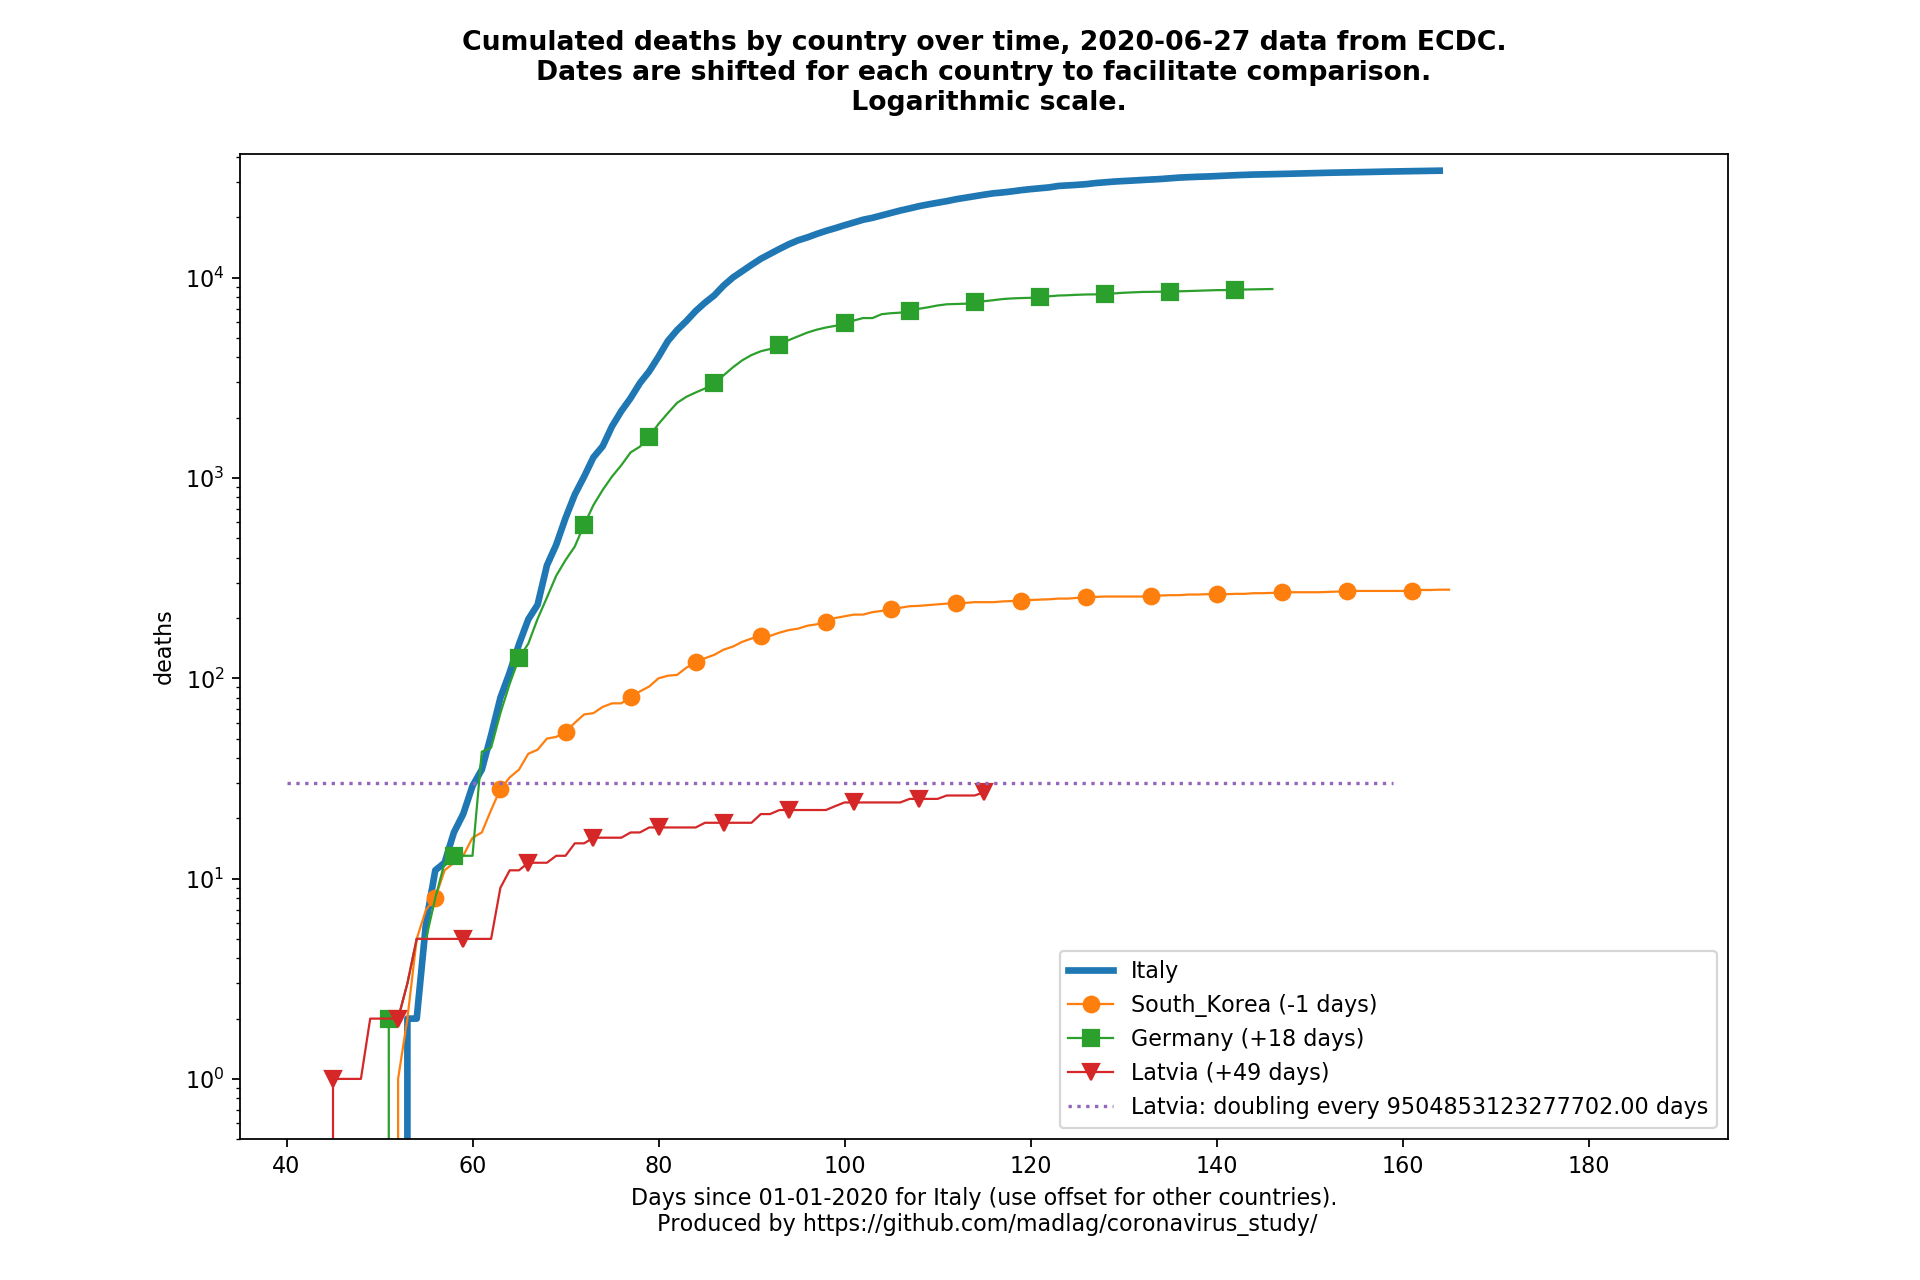 Cumulated deaths by country over time, 2020-06-27 data from ECDC.
Dates are shifted for each country to facilitate comparison.
Logarithmic scale.
10^4
10^3
10^2
10^1
10^0
deaths
Italy
South_Korea (-1 days)
Germany (+18 days)
Latvia (+49 days)
Latvia: doubling every 9504853123277702.00 days
40 60 80 100 120 140 160 180
Days since 01-01-2020 for Italy (use offset for other countries).
Produced by https://github.com/madlag/coronavirus_study/